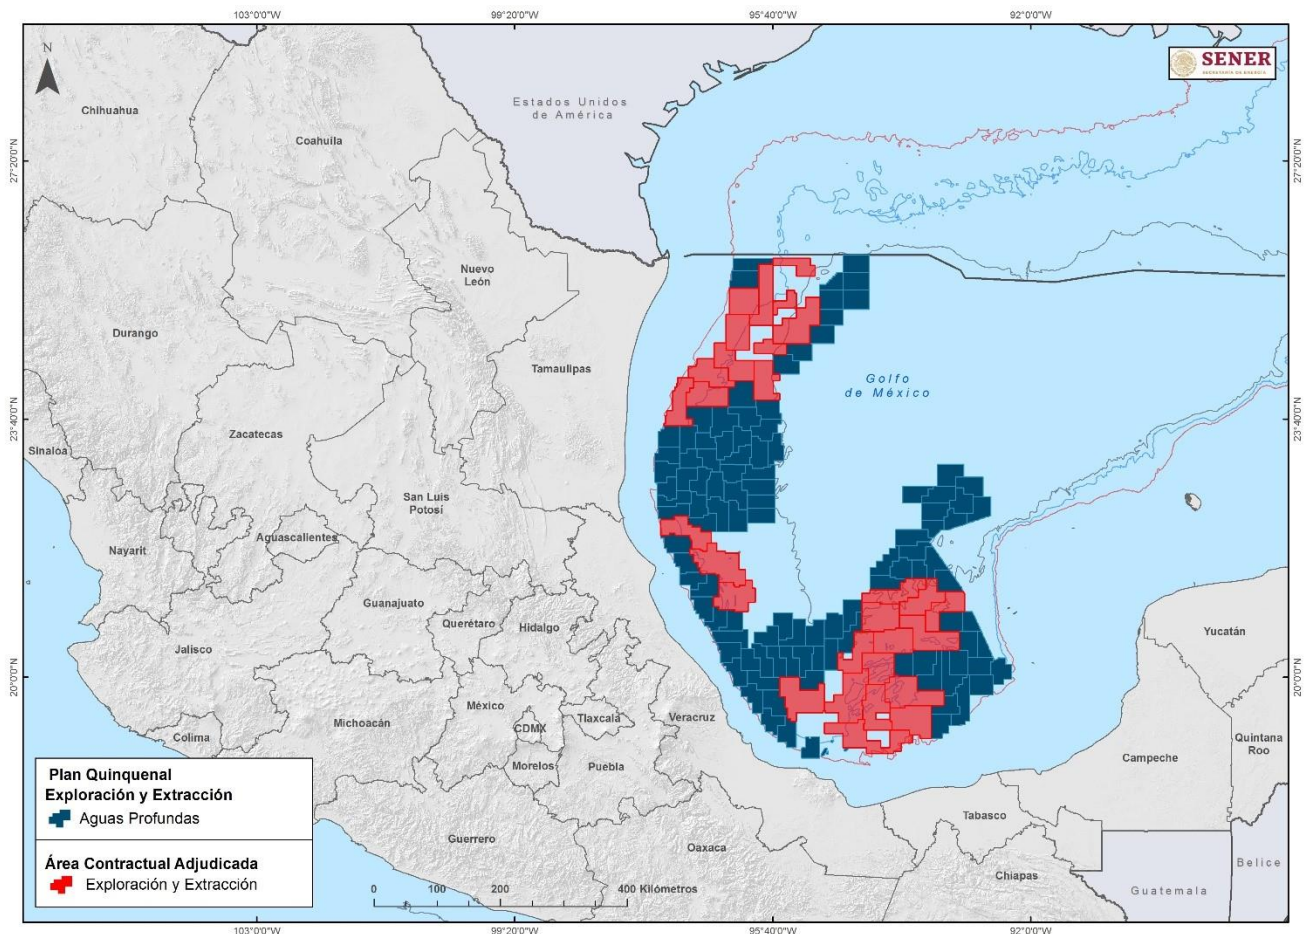 103°0'0"W
99°20'0"W
95°40'0"W
92°0'0"W
N
SENER
SECRETARÍA DE ENERGÍA
Chihuahua
Estados Unidos
de América
Coahuila
27°20'0"N
27°20'0"N
Nuevo
León
Durango
Tamaulipas
Golfo
de México
23°40'0"N
23°40'0"N
Zacatecas
Sinaloa
San Luis
Potosí
Nayarit
Aguascalientes
Guanajuato
Querétaro
Hidalgo
Yucatán
Jalisco
20°0'0"N
20°0'0"N
México
Michoacán
CDMX
Tlaxcala
Veracruz
Colima
Quintana
Roo
Morelos
Puebla
Campeche
Plan Quinquenal
Exploración y Extracción
Aguas Profundas
Tabasco
Guerrero
Oaxaca
Belice
Área Contractual Adjudicada
Exploración y Extracción
Chiapas
Guatemala
0 100 200 400 Kilómetros
103°0'0"W
99°20'0"W
95°40'0"W
92°0'0"W